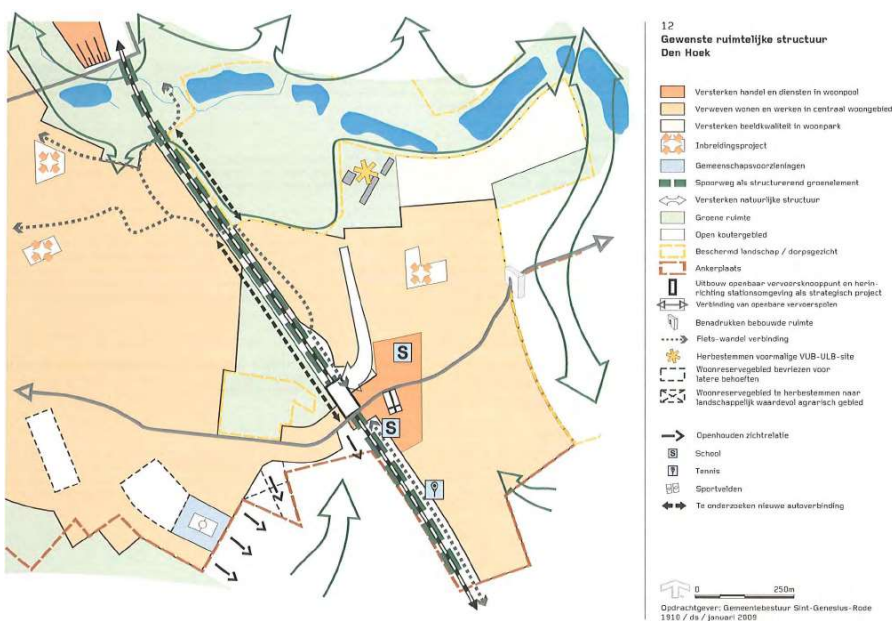 12
Gewenste ruimtelijke structuur
Den Hoek
Versterken handel en diensten in woonpool
Verweven wonen en werken in centraal woongebied
Versterken beeldkwaliteit in woonpark
Inbreidingsproject
Gemeenschapsvoorzieningen
Spoorweg als structurerend groenelement
Versterken natuurlijke structuur
Groene ruimte
Open koutergebied
Beschermd landschap / dorpsgezicht
Ankerplaats
Uitbouw openbaar vervoersknooppunt en herin-
richting stationsomgeving als strategisch project
Verbinding van openbare vervoerspolen
Benadrukken bebouwde ruimte
Fiets-wandel verbinding
Herbestemmen voormalige VUB-ULB-site
Woonreservegebied bevriezen voor
latere behoeften
Woonreservegebied te herbestemmen naar
landschappelijk waardevol agrarisch gebied
Openhouden zichtrelatie
S School
Tennis
Sportvelden
Te onderzoeken nieuwe autoverbinding
S
S
0 250m
Opdrachtgever: Gemeentebestuur Sint-Genesius-Rode
1910 / ds / januari 2009